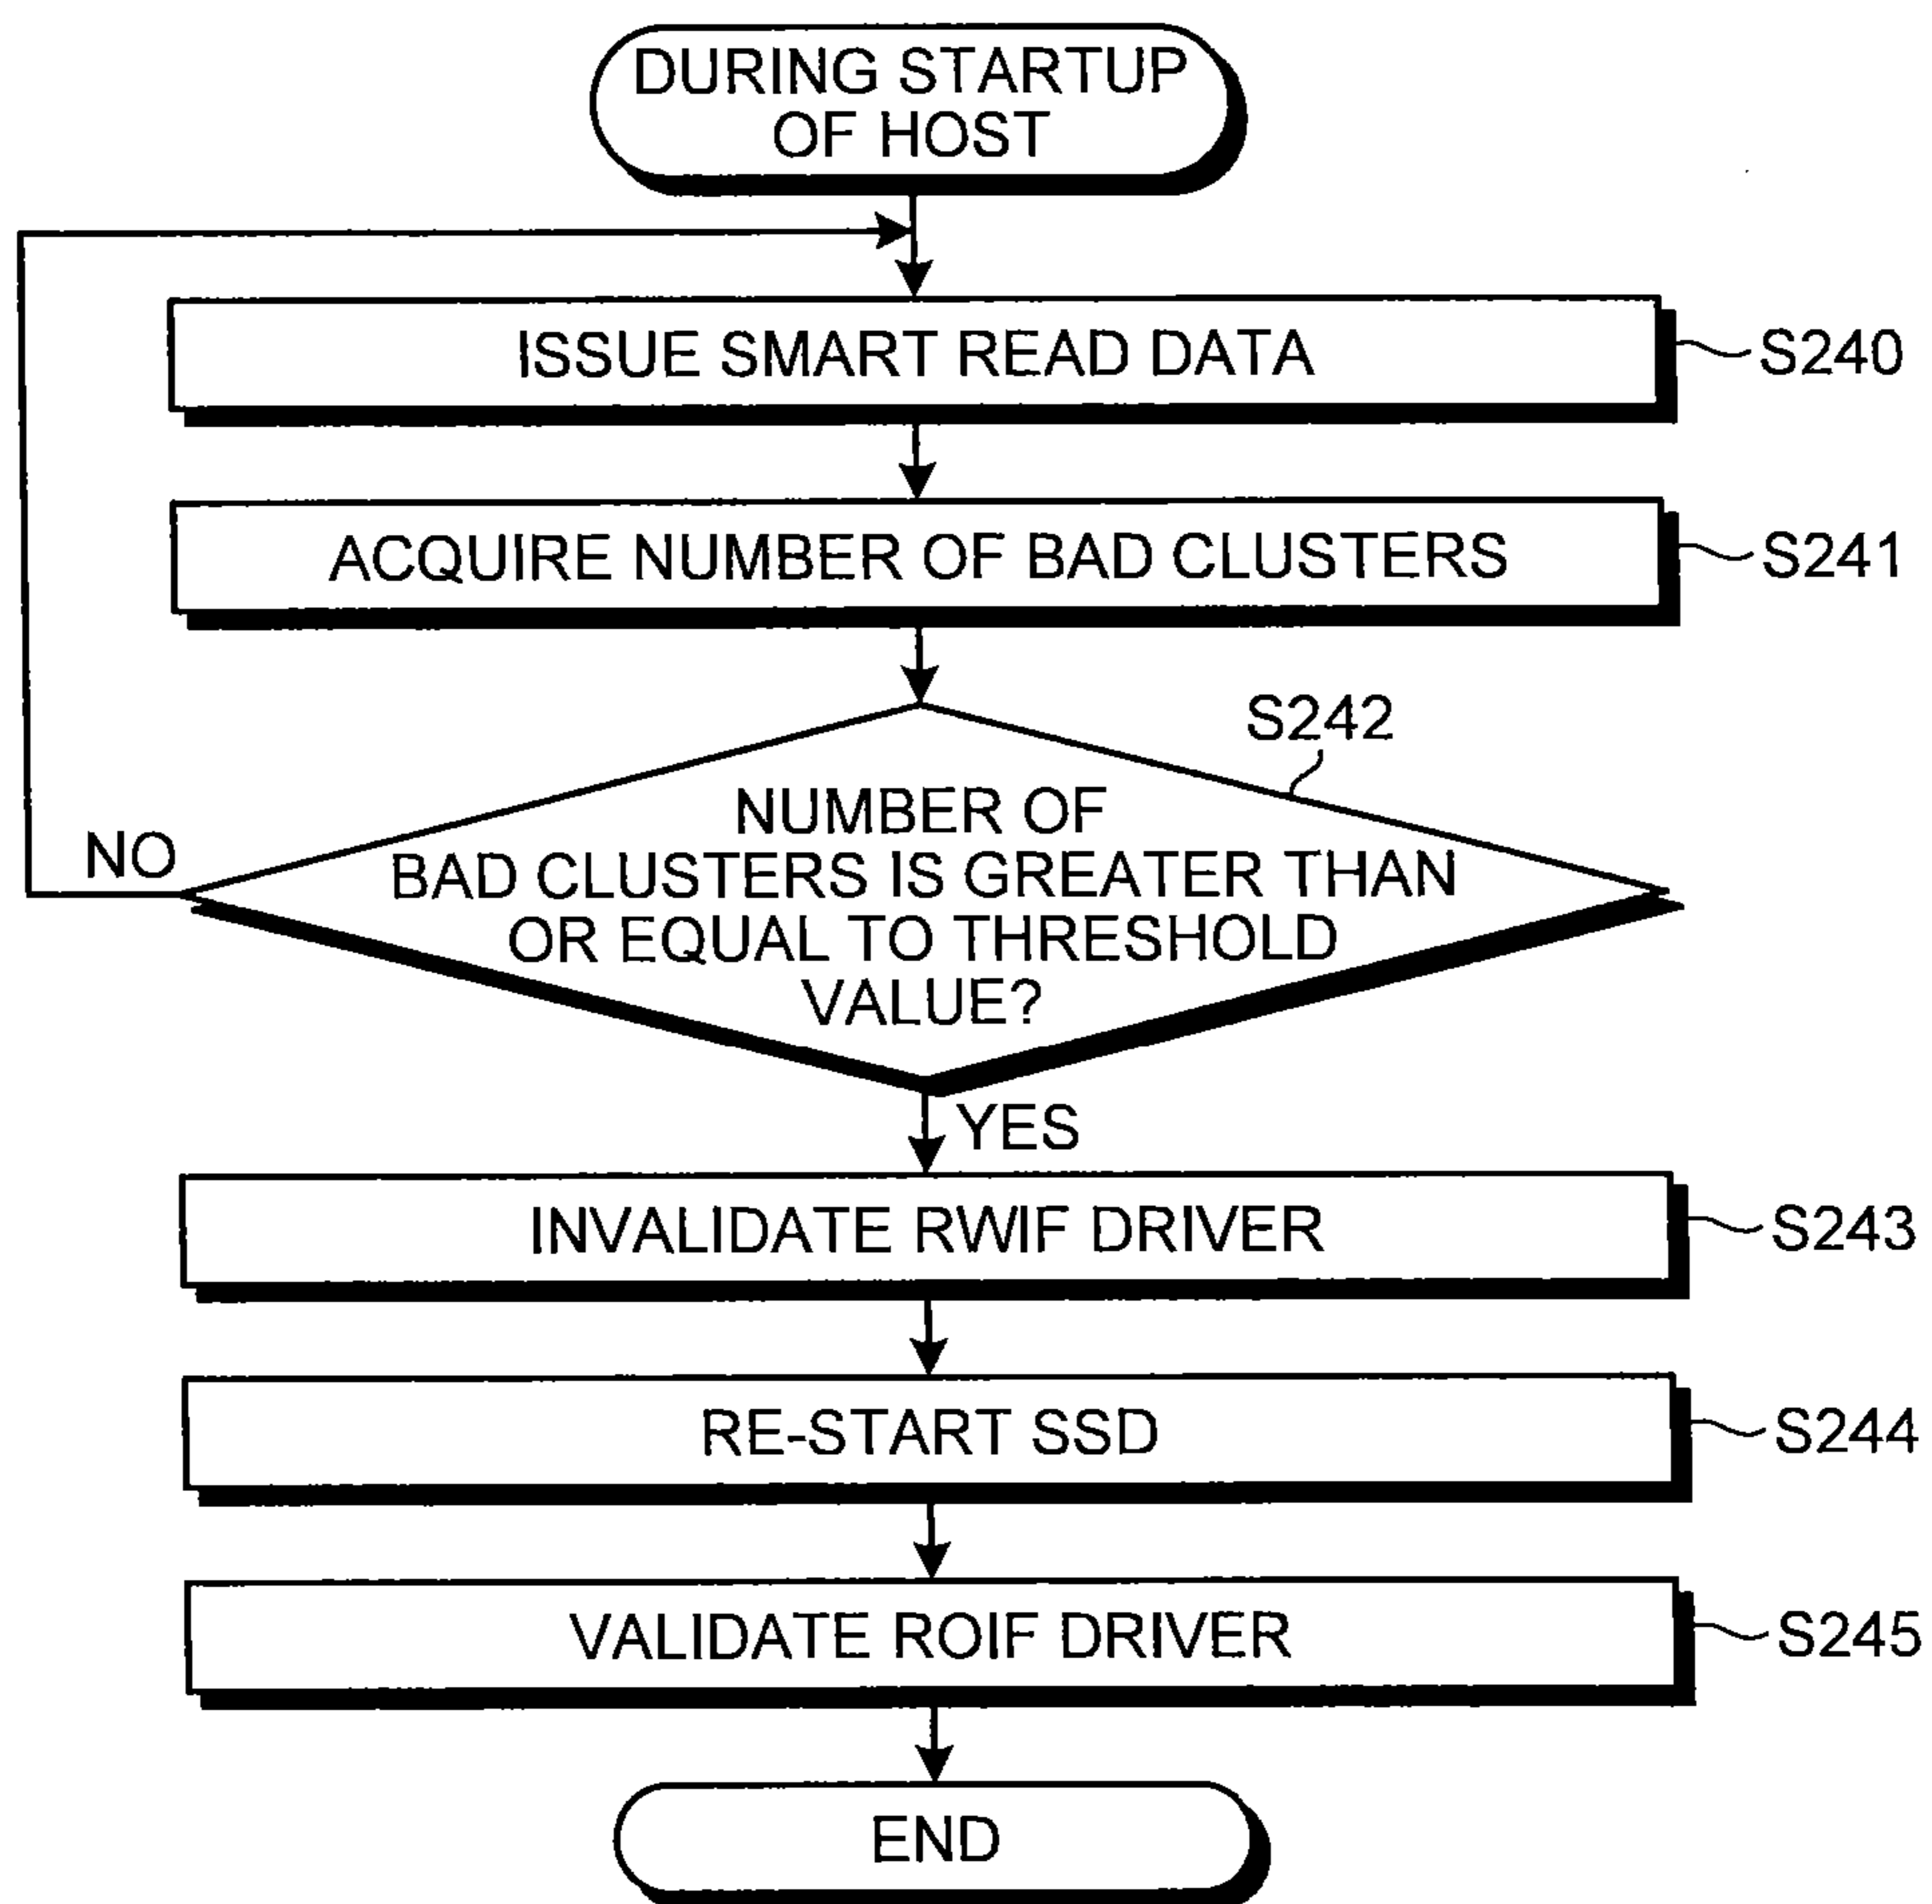 DURING STARTUP
OF HOST
ISSUE SMART READ DATA
S240
ACQUIRE NUMBER OF BAD CLUSTERS
S241
S242
NUMBER OF
BAD CLUSTERS IS GREATER THAN
OR EQUAL TO THRESHOLD
VALUE?
NO
YES
INVALIDATE RWIF DRIVER
S243
RE-START SSD
S244
VALIDATE ROIF DRIVER
S245
END